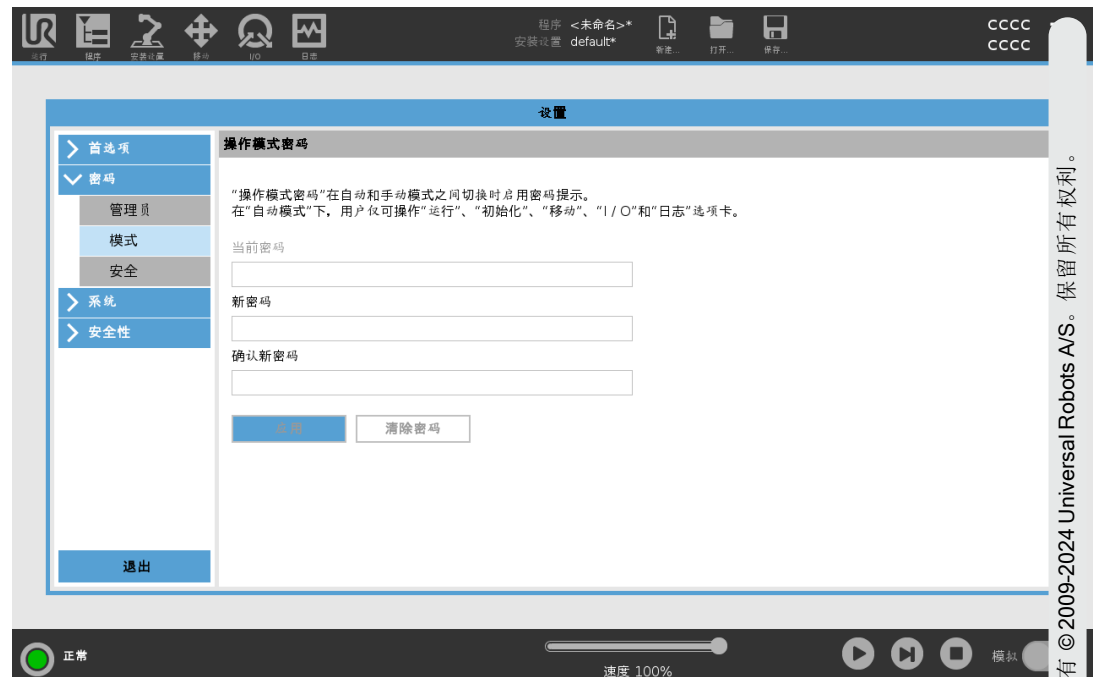 UR
运行
程序
安装设置
移动
I/O
日志
程序 <未命名>*
安装设置 default*
新建...
打开...
保存...
CCCC
CCCC
设置
首选项
密码
管理员
模式
安全
系统
安全性
退出
操作模式密码
“操作模式密码”在自动和手动模式之间切换时启用密码提示。
在“自动模式”下，用户仅可操作“运行”、“初始化”、“移动”、“I / O”和“日志”选项卡。
当前密码
新密码
确认新密码
应用
清除密码
正常
速度 100%
模拟
有 ©2009-2024 Universal Robots A/S。保留所有权利。